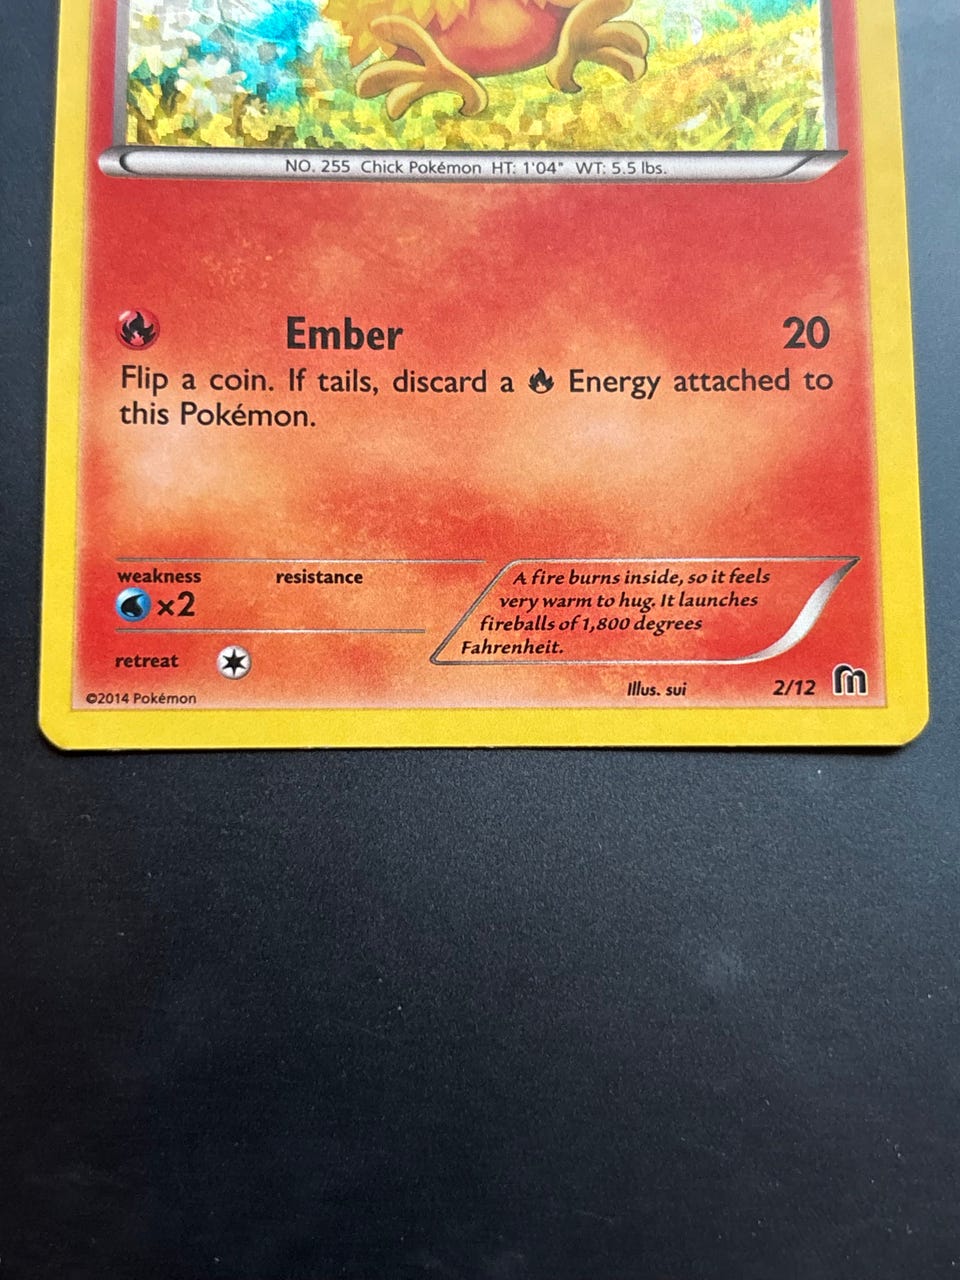 NO. 255 Chick Pokémon HT: 1'04" WT: 5.5 lbs.
Ember 20
Flip a coin. If tails, discard a Energy attached to
this Pokémon.
weakness resistance
×2
retreat
A fire burns inside, so it feels
very warm to hug. It launches
fireballs of 1,800 degrees
Fahrenheit.
©2014 Pokémon Illus. sui 2/12 m